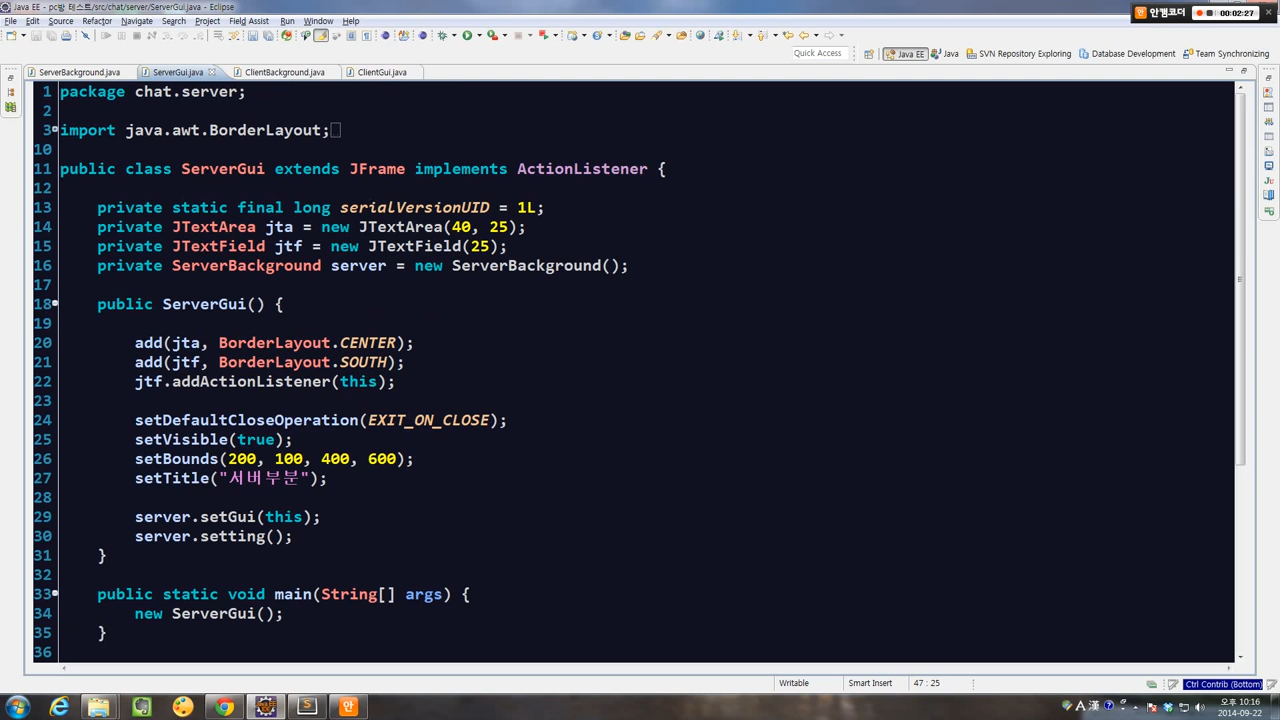 Java EE - pc방 테스트/src/chat/server/ServerGui.java - Eclipse
안캠코더 00:02:27
File Edit Source Refactor Navigate Search Project Field Assist Run Window Help
Quick Access Java EE Java SVN Repository Exploring Database Development Team Synchronizing
ServerBackground.java ServerGui.java ClientBackground.java ClientGui.java
1 package chat.server;
2
3 import java.awt.BorderLayout;
10
11 public class ServerGui extends JFrame implements ActionListener {
12
13 private static final long serialVersionUID = 1L;
14 private JTextArea jta = new JTextArea(40, 25);
15 private JTextField jtf = new JTextField(25);
16 private ServerBackground server = new ServerBackground();
17
18 public ServerGui() {
19
20 add(jta, BorderLayout.CENTER);
21 add(jtf, BorderLayout.SOUTH);
22 jtf.addActionListener(this);
23
24 setDefaultCloseOperation(EXIT_ON_CLOSE);
25 setVisible(true);
26 setBounds(200, 100, 400, 600);
27 setTitle("서버부분");
28
29 server.setGui(this);
30 server.setting();
31 }
32
33 public static void main(String[] args) {
34 new ServerGui();
35 }
36
Writable Smart Insert 47 : 25 Ctrl Contrib (Bottom)
안 A 漢 오후 10:16
2014-09-22